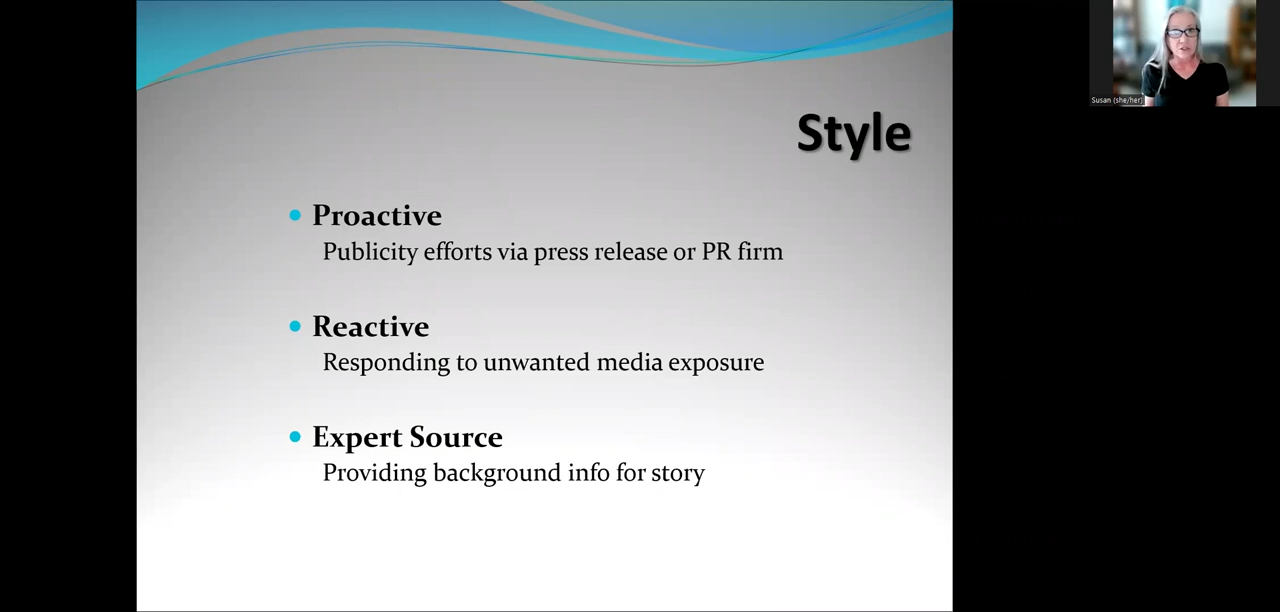 Style
Proactive
Publicity efforts via press release or PR firm
Reactive
Responding to unwanted media exposure
Expert Source
Providing background info for story
Susan (she/her)